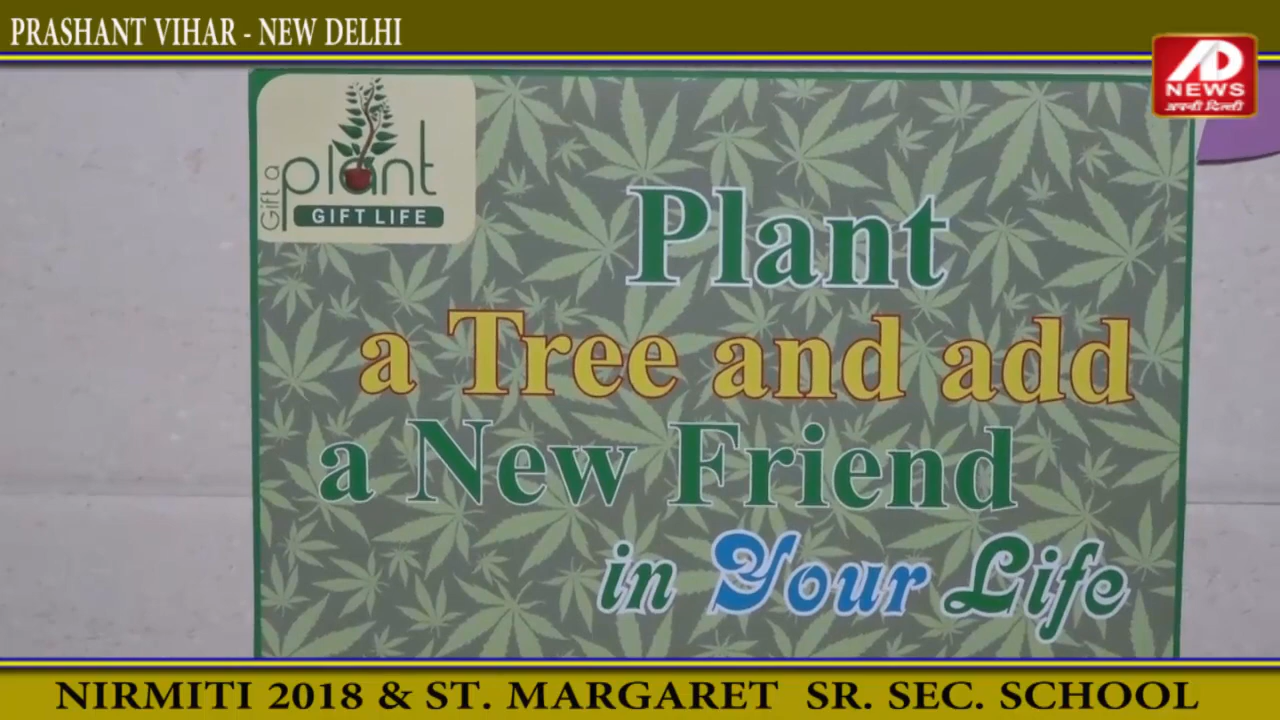 PRASHANT VIHAR - NEW DELHI
AD
NEWS
अपनी दिल्ली
Gift a
plant
GIFT LIFE
Plant
a Tree and add
a New Friend
in Your Life
NIRMITI 2018 & ST. MARGARET SR. SEC. SCHOOL